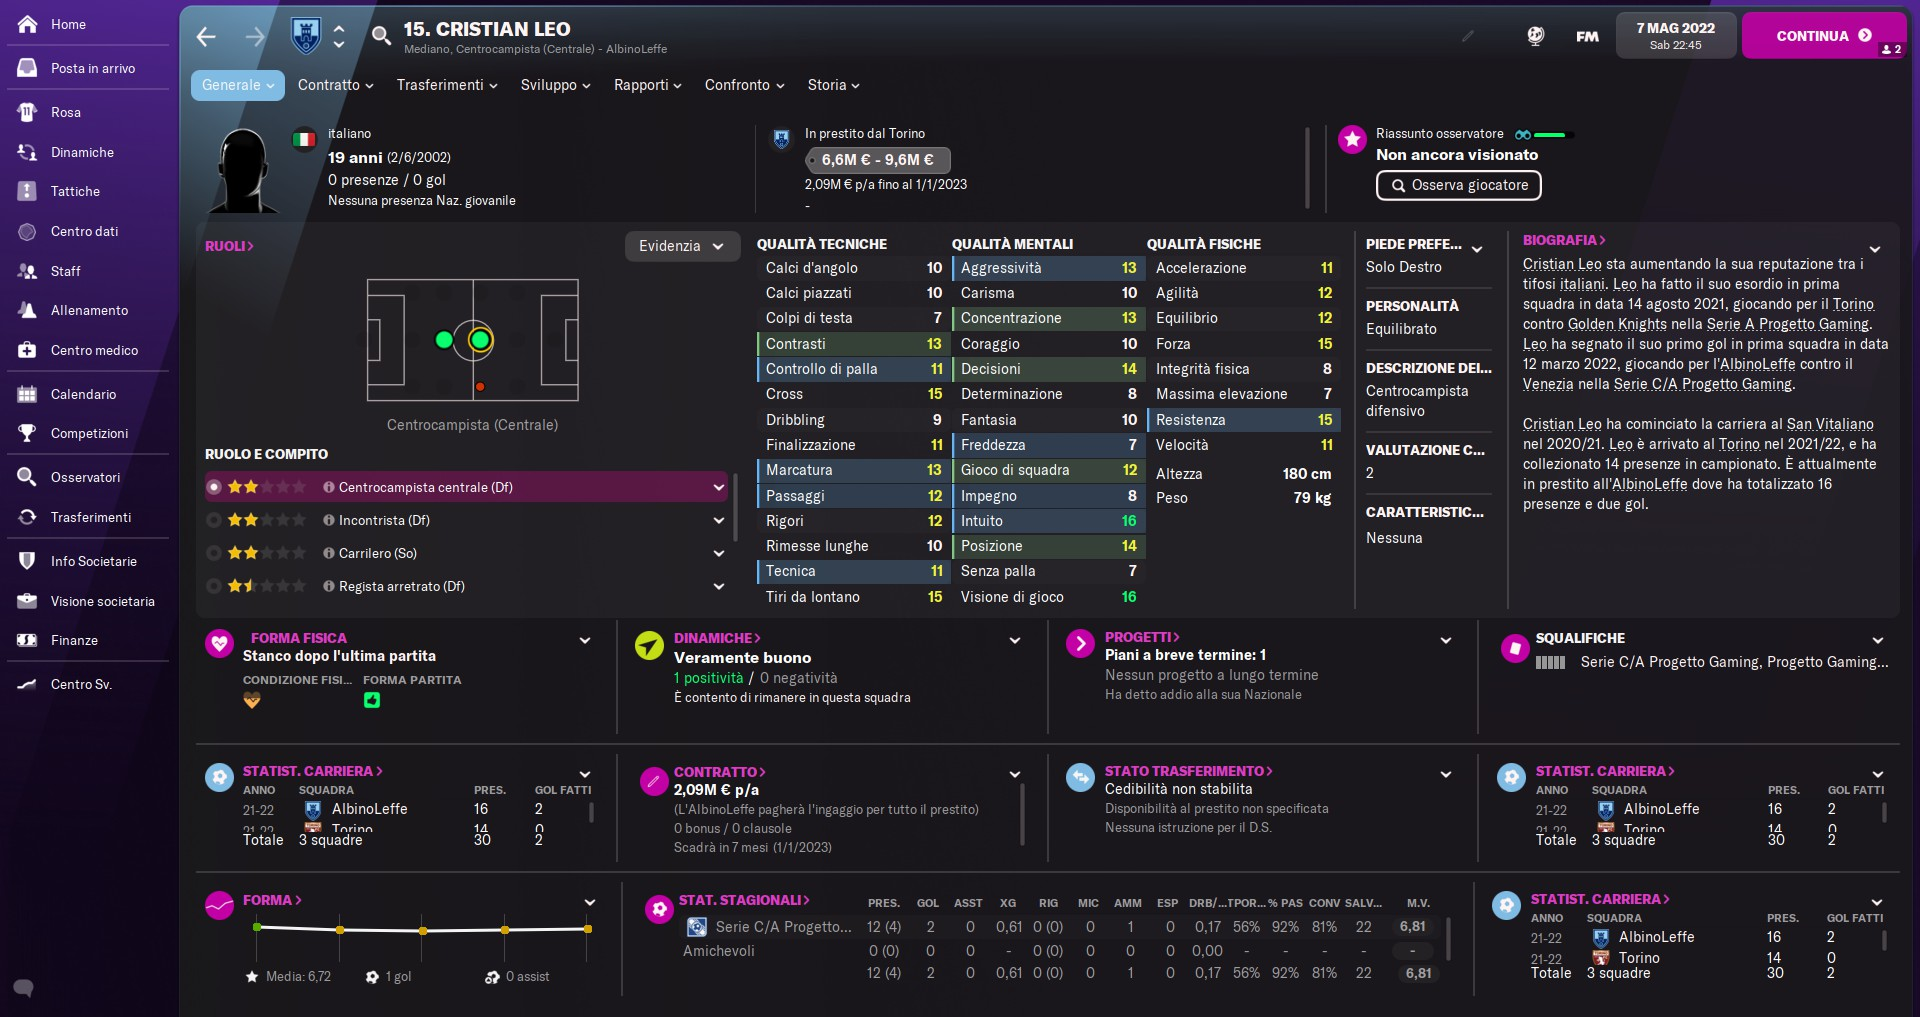 Home
Posta in arrivo
Rosa
Dinamiche
Tattiche
Centro dati
Staff
Allenamento
Centro medico
Calendario
Competizioni
Osservatori
Trasferimenti
Info Societarie
Visione societaria
Finanze
Centro Sv.
15. CRISTIAN LEO
Mediano, Centrocampista (Centrale) - AlbinoLeffe
FM
7 MAG 2022
Sab 22:45
CONTINUA
2
Generale
Contratto
Trasferimenti
Sviluppo
Rapporti
Confronto
Storia
italiano
19 anni (2/6/2002)
0 presenze / 0 gol
Nessuna presenza Naz. giovanile
In prestito dal Torino
6,6M € - 9,6M €
2,09M € p/a fino al 1/1/2023
-
Riassunto osservatore
Non ancora visionato
Osserva giocatore
RUOLI
Evidenzia
Centrocampista (Centrale)
RUOLO E COMPITO
Centrocampista centrale (Df)
Incontrista (Df)
Carrilero (So)
Regista arretrato (Df)
QUALITÀ TECNICHE
Calci d'angolo 10
Calci piazzati 10
Colpi di testa 7
Contrasti 13
Controllo di palla 11
Cross 15
Dribbling 9
Finalizzazione 11
Marcatura 13
Passaggi 12
Rigori 12
Rimesse lunghe 10
Tecnica 11
Tiri da lontano 15
QUALITÀ MENTALI
Aggressività 13
Carisma 10
Concentrazione 13
Coraggio 10
Decisioni 14
Determinazione 8
Fantasia 10
Freddezza 7
Gioco di squadra 12
Impegno 8
Intuito 16
Posizione 14
Senza palla 7
Visione di gioco 16
QUALITÀ FISICHE
Accelerazione 11
Agilità 12
Equilibrio 12
Forza 15
Integrità fisica 8
Massima elevazione 7
Resistenza 15
Velocità 11
Altezza 180 cm
Peso 79 kg
PIEDE PREFE...
Solo Destro
PERSONALITÀ
Equilibrato
DESCRIZIONE DEI...
Centrocampista
difensivo
VALUTAZIONE C...
2
CARATTERISTIC...
Nessuna
BIOGRAFIA
Cristian Leo sta aumentando la sua reputazione tra i
tifosi italiani. Leo ha fatto il suo esordio in prima
squadra in data 14 agosto 2021, giocando per il Torino
contro Golden Knights nella Serie A Progetto Gaming.
Leo ha segnato il suo primo gol in prima squadra in data
12 marzo 2022, giocando per l'AlbinoLeffe contro il
Venezia nella Serie C/A Progetto Gaming.
Cristian Leo ha cominciato la carriera al San Vitaliano
nel 2020/21. Leo è arrivato al Torino nel 2021/22, e ha
collezionato 14 presenze in campionato. È attualmente
in prestito all'AlbinoLeffe dove ha totalizzato 16
presenze e due gol.
FORMA FISICA
Stanco dopo l'ultima partita
CONDIZIONE FISI... FORMA PARTITA
DINAMICHE
Veramente buono
1 positività / 0 negatività
È contento di rimanere in questa squadra
PROGETTI
Piani a breve termine: 1
Nessun progetto a lungo termine
Ha detto addio alla sua Nazionale
SQUALIFICHE
Serie C/A Progetto Gaming, Progetto Gaming...
STATIST. CARRIERA
ANNO SQUADRA PRES. GOL FATTI
21-22 AlbinoLeffe 16 2
21-22 Torino 14 0
Totale 3 squadre 30 2
CONTRATTO
2,09M € p/a
(L'AlbinoLeffe pagherà l'ingaggio per tutto il prestito)
0 bonus / 0 clausole
Scadrà in 7 mesi (1/1/2023)
STATO TRASFERIMENTO
Cedibilità non stabilita
Disponibilità al prestito non specificata
Nessuna istruzione per il D.S.
STATIST. CARRIERA
ANNO SQUADRA PRES. GOL FATTI
21-22 AlbinoLeffe 16 2
21-22 Torino 14 0
Totale 3 squadre 30 2
FORMA
Media: 6,72 1 gol 0 assist
STAT. STAGIONALI PRES. GOL ASST XG RIG MIC AMM ESP DRB/... TPOR... % PAS CONV SALV... M.V.
Serie C/A Progetto... 12 (4) 2 0 0,61 0 (0) 0 1 0 0,17 56% 92% 81% 22 6,81
Amichevoli 0 (0) 0 0 - 0 (0) 0 0 0 0,00 - - - - -
12 (4) 2 0 0,61 0 (0) 0 1 0 0,17 56% 92% 81% 22 6,81
STATIST. CARRIERA
ANNO SQUADRA PRES. GOL FATTI
21-22 AlbinoLeffe 16 2
21-22 Torino 14 0
Totale 3 squadre 30 2